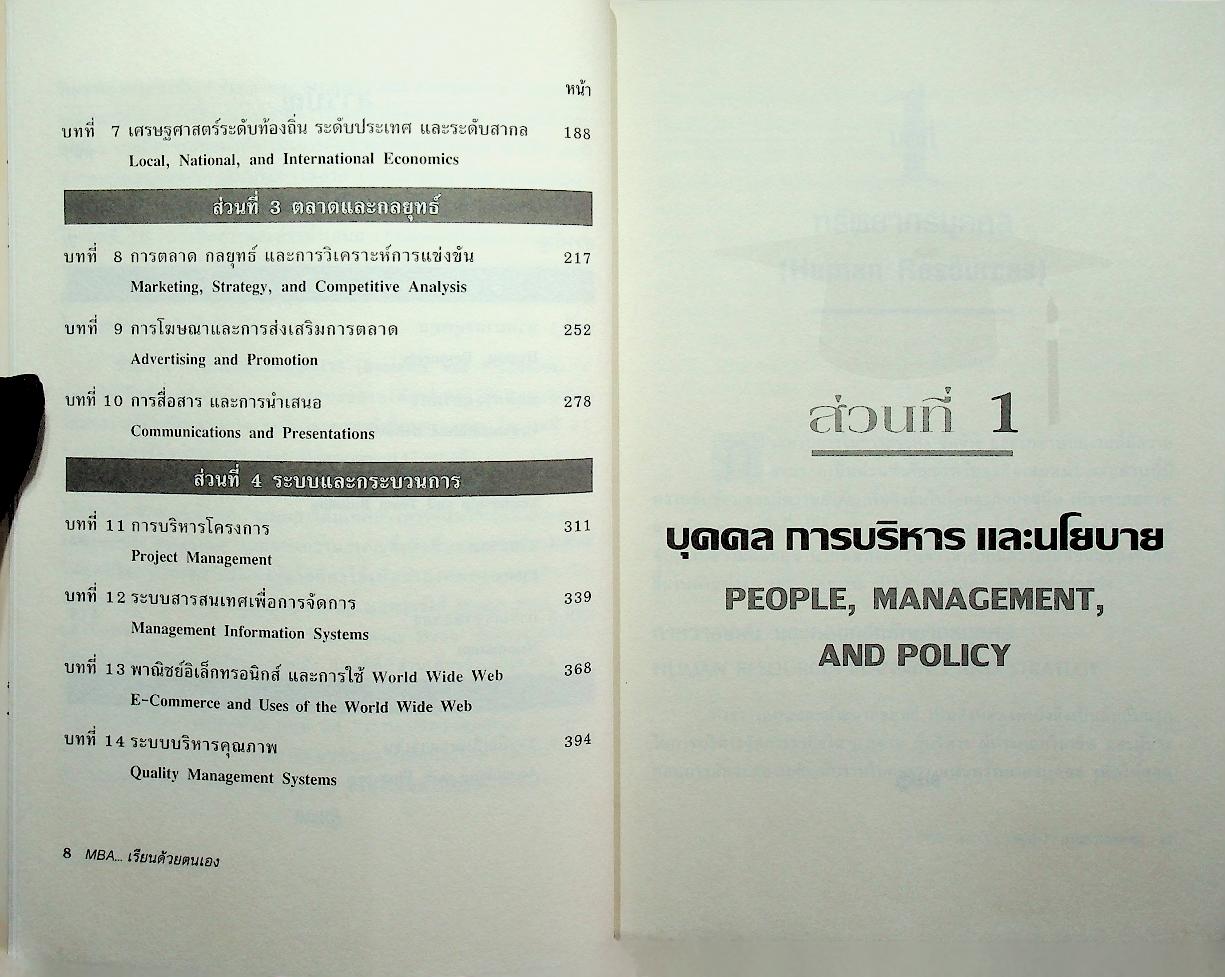 หน้า
บทที่ 7 เศรษฐศาสตร์ระดับท้องถิ่น ระดับประเทศ และระดับสากล 188
Local, National, and International Economics
ส่วนที่ 3 ตลาดและกลยุทธ์
บทที่ 8 การตลาด กลยุทธ์ และการวิเคราะห์การแข่งขัน 217
Marketing, Strategy, and Competitive Analysis
บทที่ 9 การโฆษณาและการส่งเสริมการตลาด 252
Advertising and Promotion
บทที่ 10 การสื่อสาร และการนำเสนอ 278
Communications and Presentations
ส่วนที่ 4 ระบบและกระบวนการ
บทที่ 11 การบริหารโครงการ 311
Project Management
บทที่ 12 ระบบสารสนเทศเพื่อการจัดการ 339
Management Information Systems
บทที่ 13 พาณิชย์อิเล็กทรอนิกส์ และการใช้ World Wide Web 368
E-Commerce and Uses of the World Wide Web
บทที่ 14 ระบบบริหารคุณภาพ 394
Quality Management Systems
8 MBA... เรียนด้วยตนเอง
ส่วนที่ 1
บุคคล การบริหาร และนโยบาย
PEOPLE, MANAGEMENT,
AND POLICY